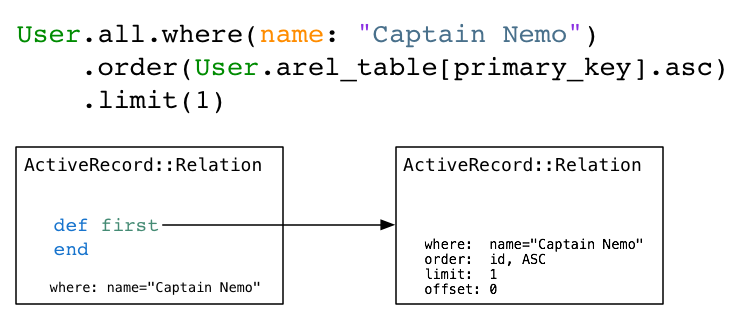 User.all.where(name: "Captain Nemo")
.order(User.arel_table[primary_key].asc)
.limit(1)
ActiveRecord::Relation
def first
end
where: name="Captain Nemo"
ActiveRecord::Relation
where: name="Captain Nemo"
order: id, ASC
limit: 1
offset: 0